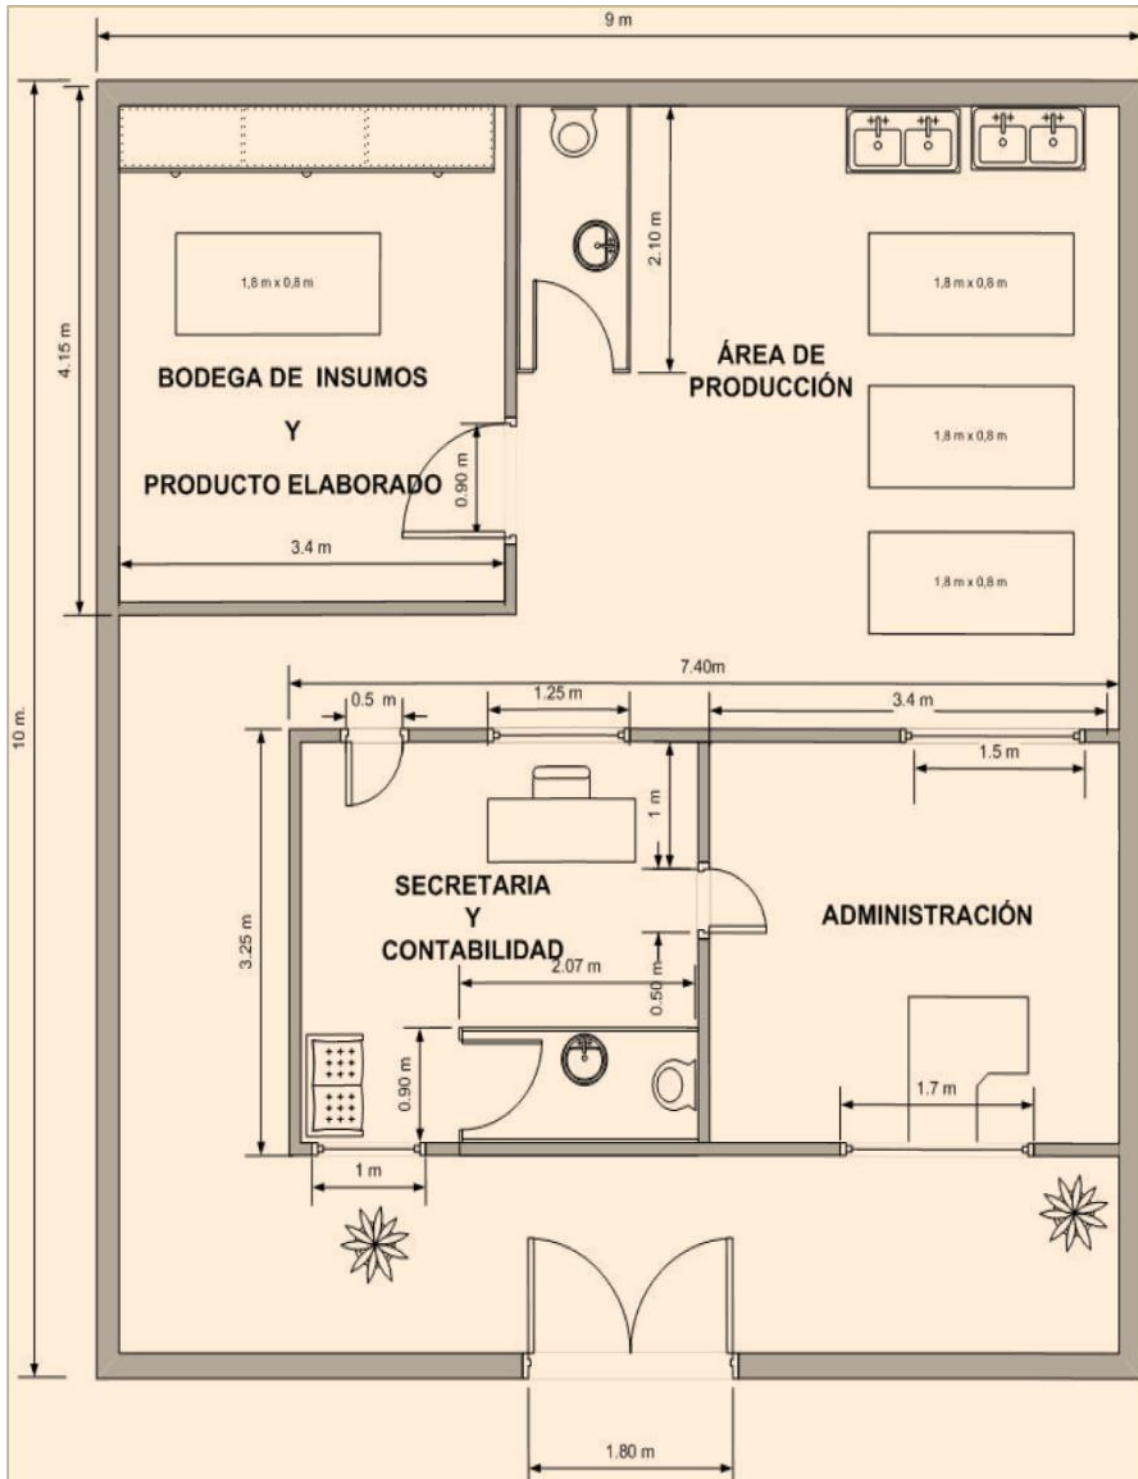 9 m
10 m.
4.15 m
1,8 m x 0,8 m
BODEGA DE INSUMOS
Y
PRODUCTO ELABORADO
0.90 m
3.4 m
2.10 m
ÁREA DE
PRODUCCIÓN
1,8 m x 0,8 m
1,8 m x 0,8 m
1,8 m x 0,8 m
7.40m
0.5 m
1.25 m
3.4 m
1.5 m
3.25 m
1 m
SECRETARIA
Y
CONTABILIDAD
ADMINISTRACIÓN
2.07 m
0.50 m
0.90 m
1.7 m
1 m
1.80 m